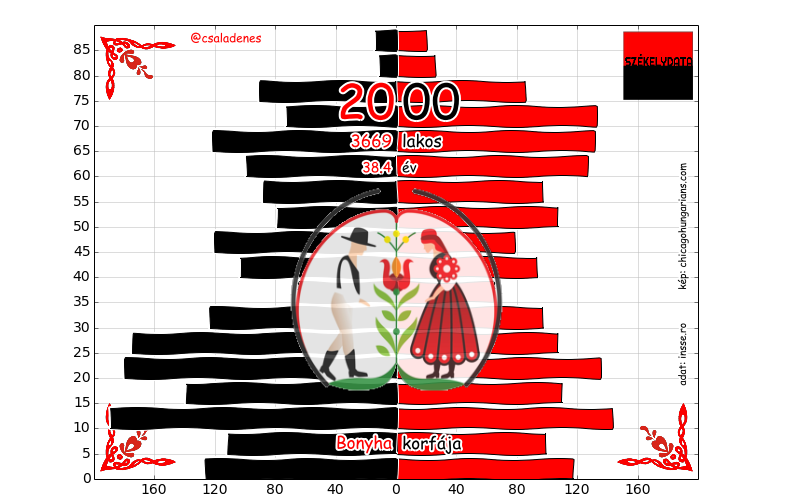 @csaladenes
SZÉKELYDATA
2000
3669 lakos
38.4 év
Bonyha korfája
kép: chicagohungarians.com
adat: insse.ro
85
80
75
70
65
60
55
50
45
40
35
30
25
20
15
10
5
0
160 120 80 40 0 40 80 120 160